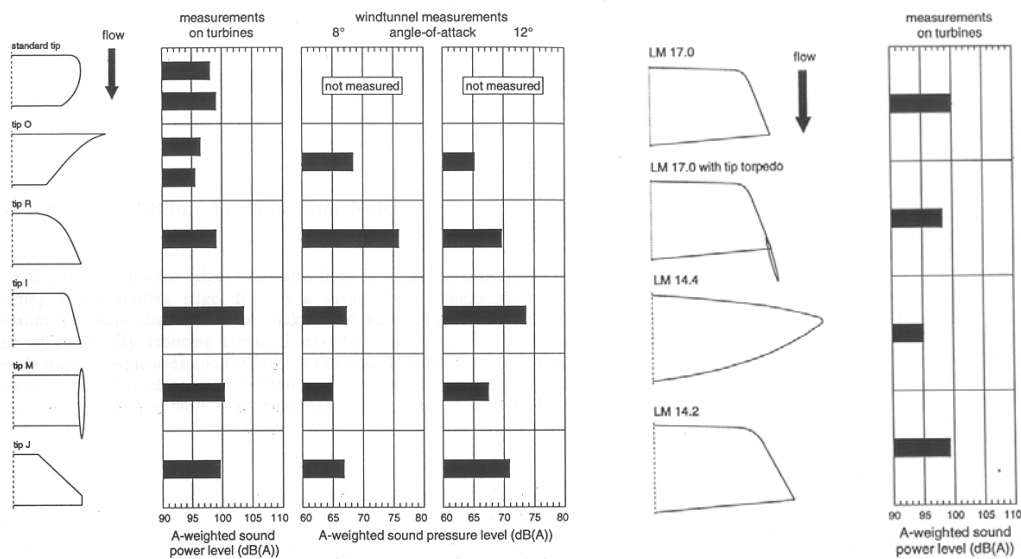 measurements
on turbines
windtunnel measurements
8°
angle-of-attack
12°
standard tip
flow
not measured
not measured
tip O
tip R
tip I
tip M
tip J
90
95
100
105
110
60
65
70
75
80
60
65
70
75
80
A-weighted sound
power level (dB(A))
A-weighted sound pressure level (dB(A))
measurements
on turbines
LM 17.0
flow
LM 17.0 with tip torpedo
LM 14.4
LM 14.2
90
95
100
105
110
A-weighted sound
power level (dB(A))